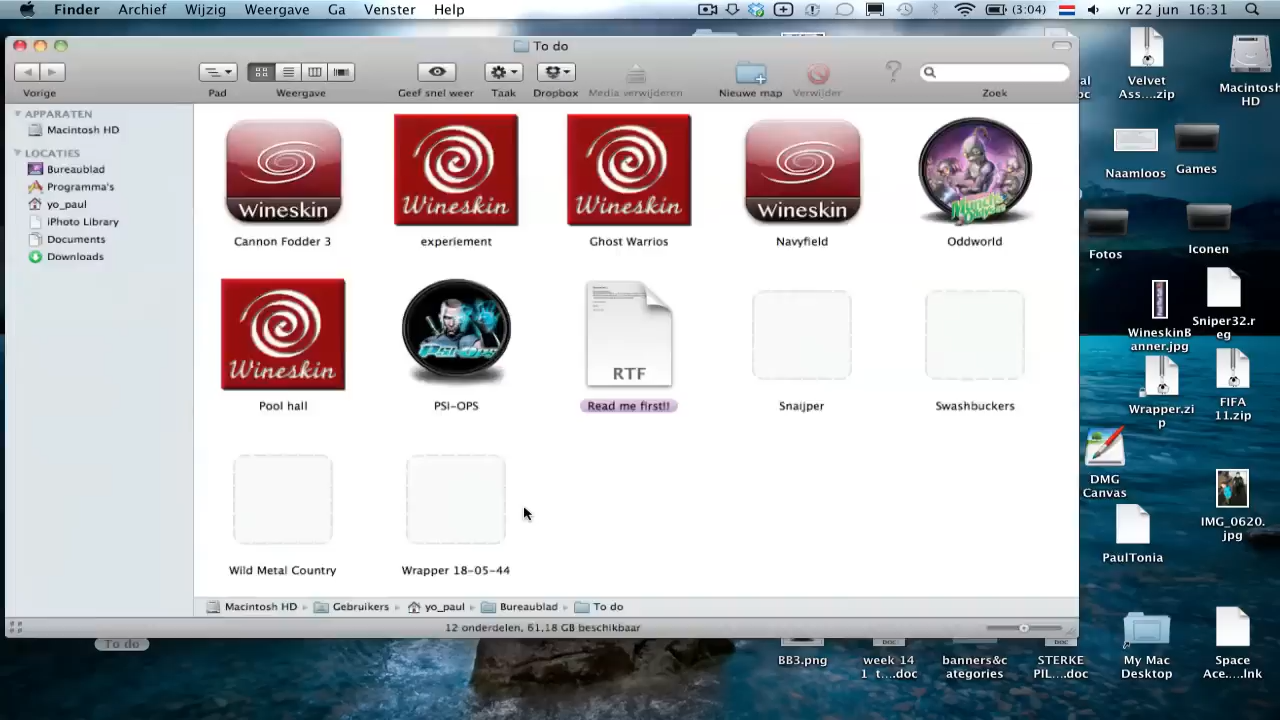 Finder Archief Wijzig Weergave Ga Venster Help (3:04) vr 22 jun 16:31
To do
Vorige Pad Weergave Geef snel weer Taak Dropbox Media verwijderen Nieuwe map Verwijder ? Zoek
APPARATEN
Macintosh HD
LOCATIES
Bureaublad
Programma's
yo_paul
iPhoto Library
Documents
Downloads
Wineskin Wineskin Wineskin Wineskin Munch's
Cannon Fodder 3 experiement Ghost Warrios Navyfield Oddworld
Wineskin PSI-OPS RTF
Pool hall PSI-OPS Read me first!! Snaijper Swashbuckers
Wild Metal Country Wrapper 18-05-44
Macintosh HD Gebruikers yo_paul Bureaublad To do
12 onderdelen, 61,18 GB beschikbaar
To do
Velvet
Ass....zip
Macintosh
HD
Naamloos
Games
Fotos
Iconen
WineskinB
anner.jpg
Sniper32.r
eg
Wrapper.zi
p
FIFA
11.zip
DMG
Canvas
IMG_0620.
jpg
PaulTonia
BB3.png
week 14
1_t....doc
banners&c
ategories
STERKE
PIL....doc
My Mac
Desktop
Space
Ace....lnk